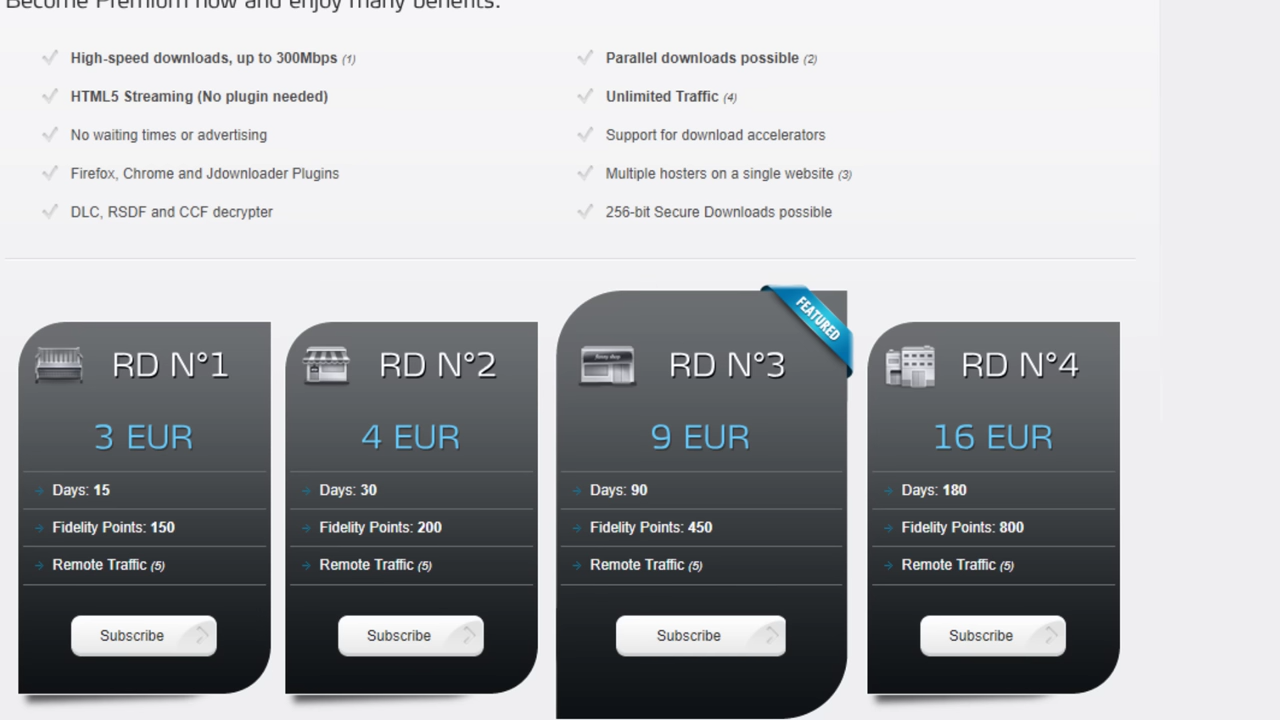 Become Premium now and enjoy many benefits.
High-speed downloads, up to 300Mbps (1)
Parallel downloads possible (2)
HTML5 Streaming (No plugin needed)
Unlimited Traffic (4)
No waiting times or advertising
Support for download accelerators
Firefox, Chrome and Jdownloader Plugins
Multiple hosters on a single website (3)
DLC, RSDF and CCF decrypter
256-bit Secure Downloads possible
RD N°1
3 EUR
Days: 15
Fidelity Points: 150
Remote Traffic (5)
Subscribe
RD N°2
4 EUR
Days: 30
Fidelity Points: 200
Remote Traffic (5)
Subscribe
FEATURED
RD N°3
9 EUR
Days: 90
Fidelity Points: 450
Remote Traffic (5)
Subscribe
RD N°4
16 EUR
Days: 180
Fidelity Points: 800
Remote Traffic (5)
Subscribe